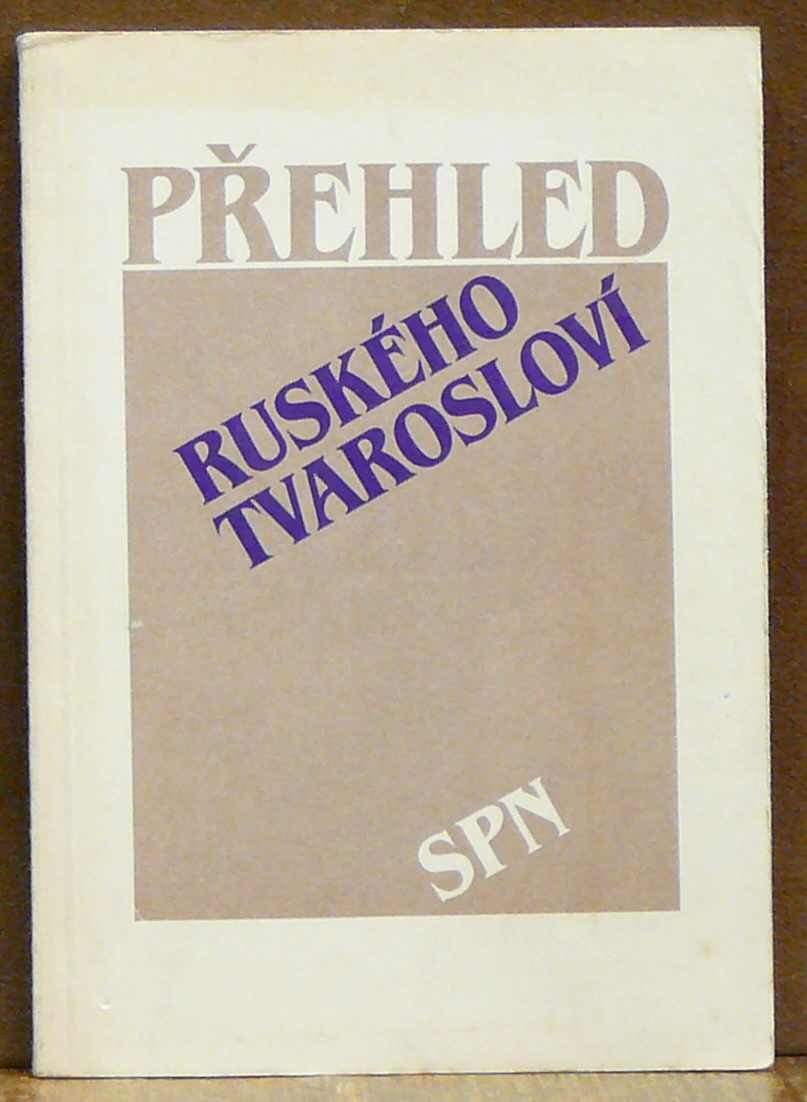 PŘEHLED
RUSKÉHO
TVAROSLOVÍ
SPN